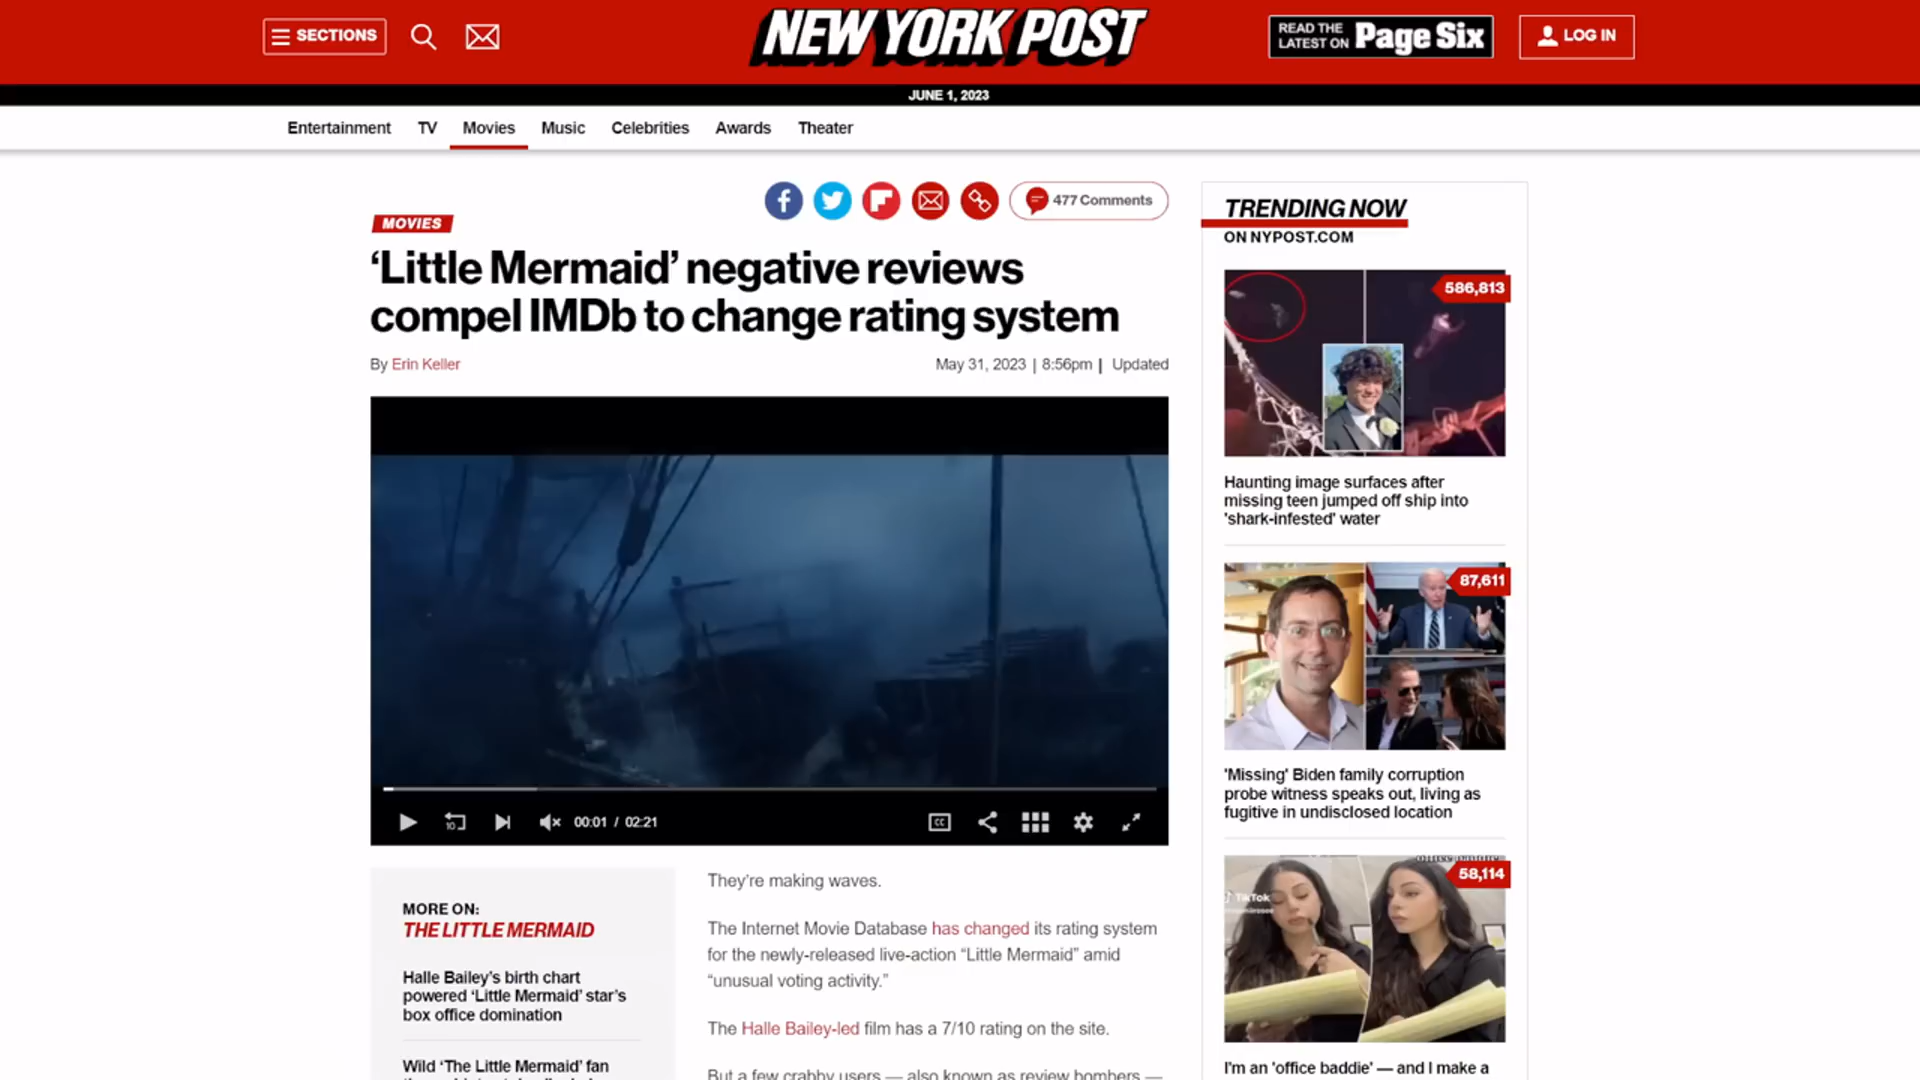 SECTIONS
NEW YORK POST
READ THE
LATEST ON
Page Six
LOG IN
JUNE 1, 2023
Entertainment
TV
Movies
Music
Celebrities
Awards
Theater
477 Comments
MOVIES
‘Little Mermaid’ negative reviews
compel IMDb to change rating system
By Erin Keller
May 31, 2023 | 8:56pm | Updated
10
00:01 / 02:21
CC
MORE ON:
THE LITTLE MERMAID
Halle Bailey’s birth chart
powered ‘Little Mermaid’ star’s
box office domination
Wild ‘The Little Mermaid’ fan
They’re making waves.
The Internet Movie Database has changed its rating system
for the newly-released live-action “Little Mermaid” amid
“unusual voting activity.”
The Halle Bailey-led film has a 7/10 rating on the site.
But a few crabby users — also known as review bombers —
TRENDING NOW
ON NYPOST.COM
586,813
Haunting image surfaces after
missing teen jumped off ship into
'shark-infested' water
87,611
'Missing' Biden family corruption
probe witness speaks out, living as
fugitive in undisclosed location
58,114
TikTok
I'm an 'office baddie' — and I make a